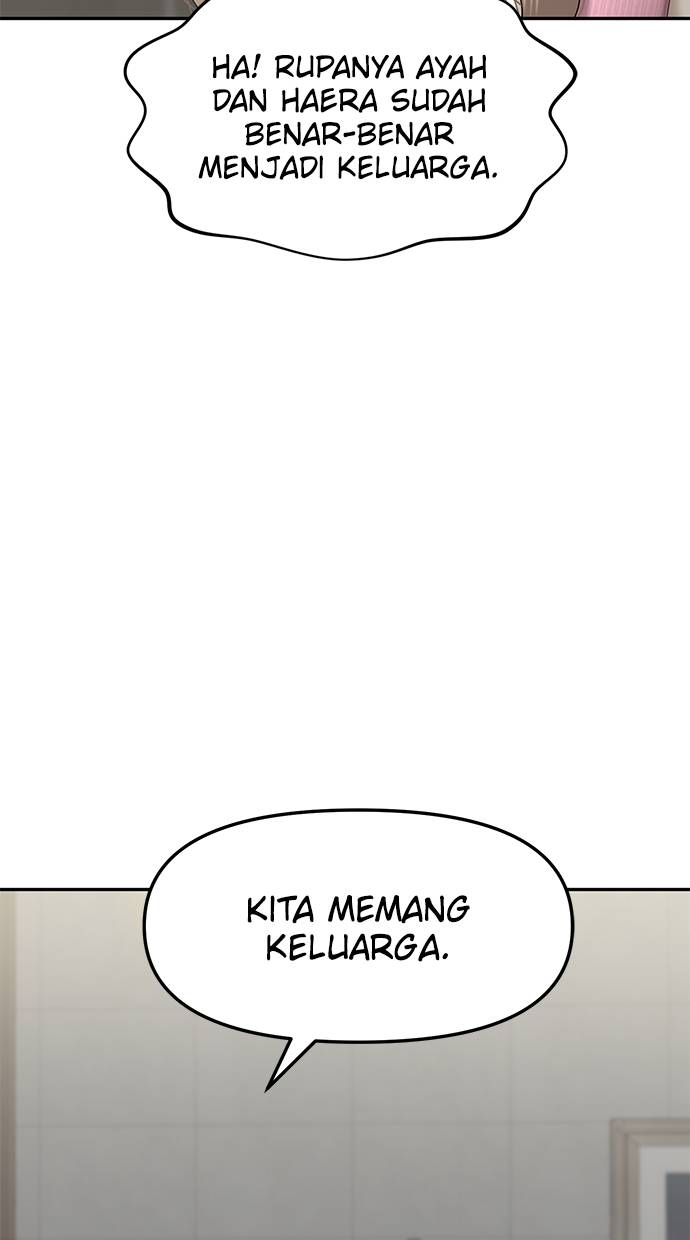 HA! RUPANYA AYAH
DAN HAERA SUDAH
BENAR-BENAR
MENJADI KELUARGA.
KITA MEMANG
KELUARGA.